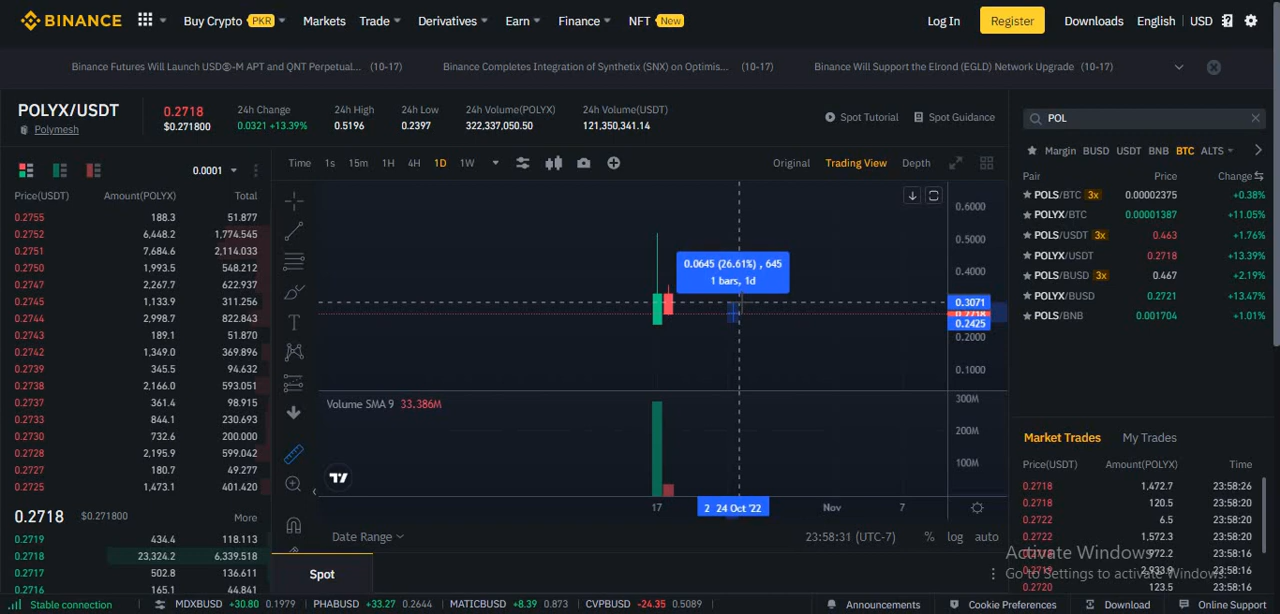 BINANCE Buy Crypto PKR Markets Trade Derivatives Earn Finance NFT New Log In Register Downloads English USD
Binance Futures Will Launch USDⓈ-M APT and QNT Perpetual... (10-17) Binance Completes Integration of Synthetix (SNX) on Optimis... (10-17) Binance Will Support the Elrond (EGLD) Network Upgrade (10-17)
POLYX/USDT
Polymesh
0.2718
$0.271800
24h Change
0.0321 +13.39%
24h High
0.5196
24h Low
0.2397
24h Volume(POLYX)
322,337,050.50
24h Volume(USDT)
121,350,341.14
Spot Tutorial Spot Guidance
0.0001
Price(USDT) Amount(POLYX) Total
0.2755 188.3 51.877
0.2752 6,448.2 1,774.545
0.2751 7,684.6 2,114.033
0.2750 1,993.5 548.212
0.2747 2,267.7 622.937
0.2745 1,133.9 311.256
0.2744 2,998.7 822.843
0.2743 189.1 51.870
0.2742 1,349.0 369.896
0.2739 345.5 94.632
0.2738 2,166.0 593.051
0.2737 361.4 98.915
0.2733 844.1 230.693
0.2730 732.6 200.000
0.2728 2,195.9 599.042
0.2727 180.7 49.277
0.2725 1,473.1 401.420
0.2718 $0.271800 More
0.2719 434.4 118.113
0.2718 23,324.2 6,339.518
0.2717 502.8 136.611
0.2716 165.1 44.841
Time 1s 15m 1H 4H 1D 1W
Original Trading View Depth
0.0645 (26.61%) , 645
1 bars, 1d
0.6000
0.5000
0.4000
0.3071
0.2718
0.2425
0.2000
0.1000
Volume SMA 9 33.386M
300M
200M
100M
17 2 24 Oct '22 Nov 7
Date Range 23:58:31 (UTC-7) % log auto
Spot
POL
Margin BUSD USDT BNB BTC ALTS
Pair Price Change
POLS/BTC 3x 0.00002375 +0.38%
POLYX/BTC 0.00001387 +11.05%
POLS/USDT 3x 0.463 +1.76%
POLYX/USDT 0.2718 +13.39%
POLS/BUSD 3x 0.467 +2.19%
POLYX/BUSD 0.2721 +13.47%
POLS/BNB 0.001704 +1.01%
Market Trades My Trades
Price(USDT) Amount(POLYX) Time
0.2718 1,472.7 23:58:26
0.2718 120.5 23:58:20
0.2722 6.5 23:58:20
0.2722 1,572.3 23:58:20
972.2 23:58:16
2,933.9 23:58:16
0.2720 123.5 23:58:16
Activate Windows
Go to Settings to activate Windows.
Stable connection MDXBUSD +30.80 0.1979 PHABUSD +33.27 0.2644 MATICBUSD +8.39 0.873 CVPBUSD -24.35 0.5089 Announcements Cookie Preferences Download Online Support